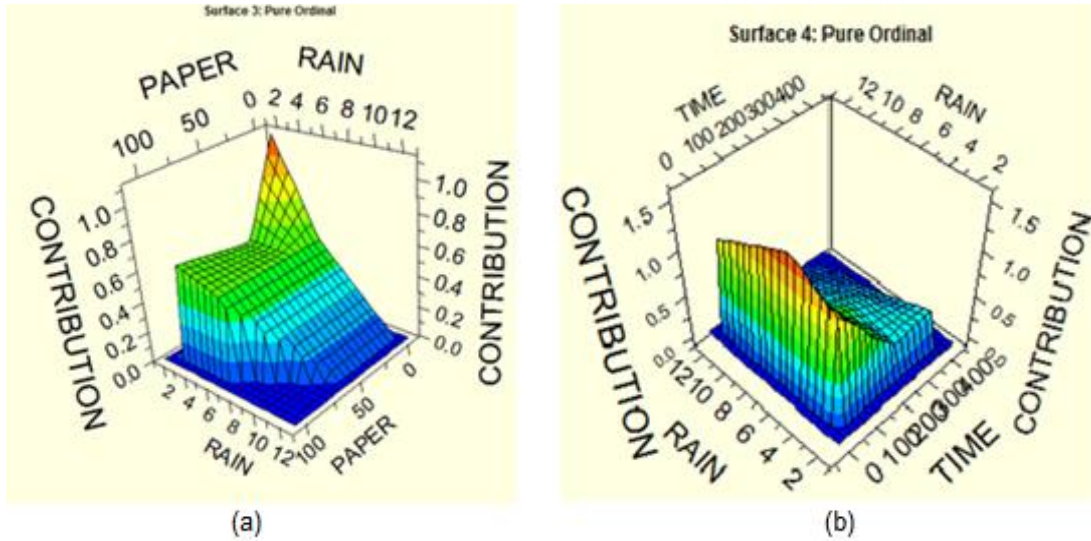 Surface 3: Pure Ordinal
PAPER
RAIN
100
50
0
2 4 6 8 10 12
CONTRIBUTION
1.0
0.8
0.6
0.4
0.2
0.0
CONTRIBUTION
1.0
0.8
0.6
0.4
0.2
0.0
2 4 6 8 10 12
RAIN
0
50
100
PAPER
(a)
Surface 4: Pure Ordinal
TIME
0 100 200 300 400
RAIN
12 10 8 6 4 2
CONTRIBUTION
1.5
1.0
0.5
0.0
CONTRIBUTION
1.5
1.0
0.5
12 10 8 6 4 2
RAIN
0 100 200 300 400
TIME
(b)